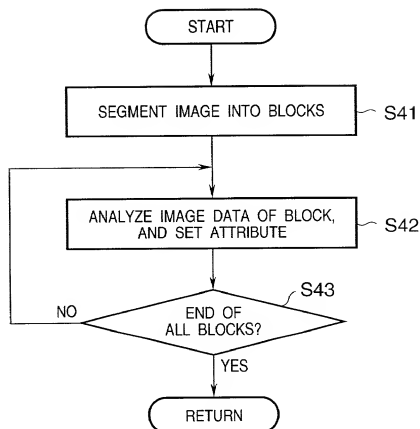 START
SEGMENT IMAGE INTO BLOCKS
S41
ANALYZE IMAGE DATA OF BLOCK,
AND SET ATTRIBUTE
S42
S43
END OF
ALL BLOCKS?
NO
YES
RETURN